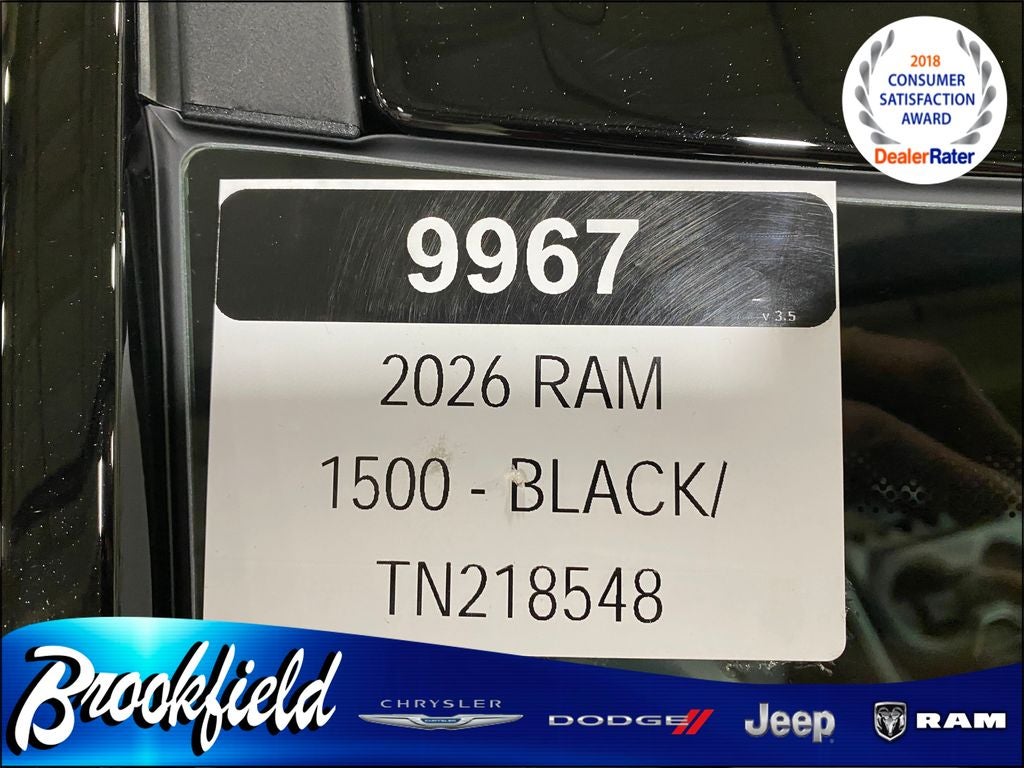 2018
CONSUMER
SATISFACTION
AWARD
DealerRater
9967
v 3.5
2026 RAM
1500 - BLACK/
TN218548
Brookfield
CHRYSLER
DODGE
Jeep
RAM